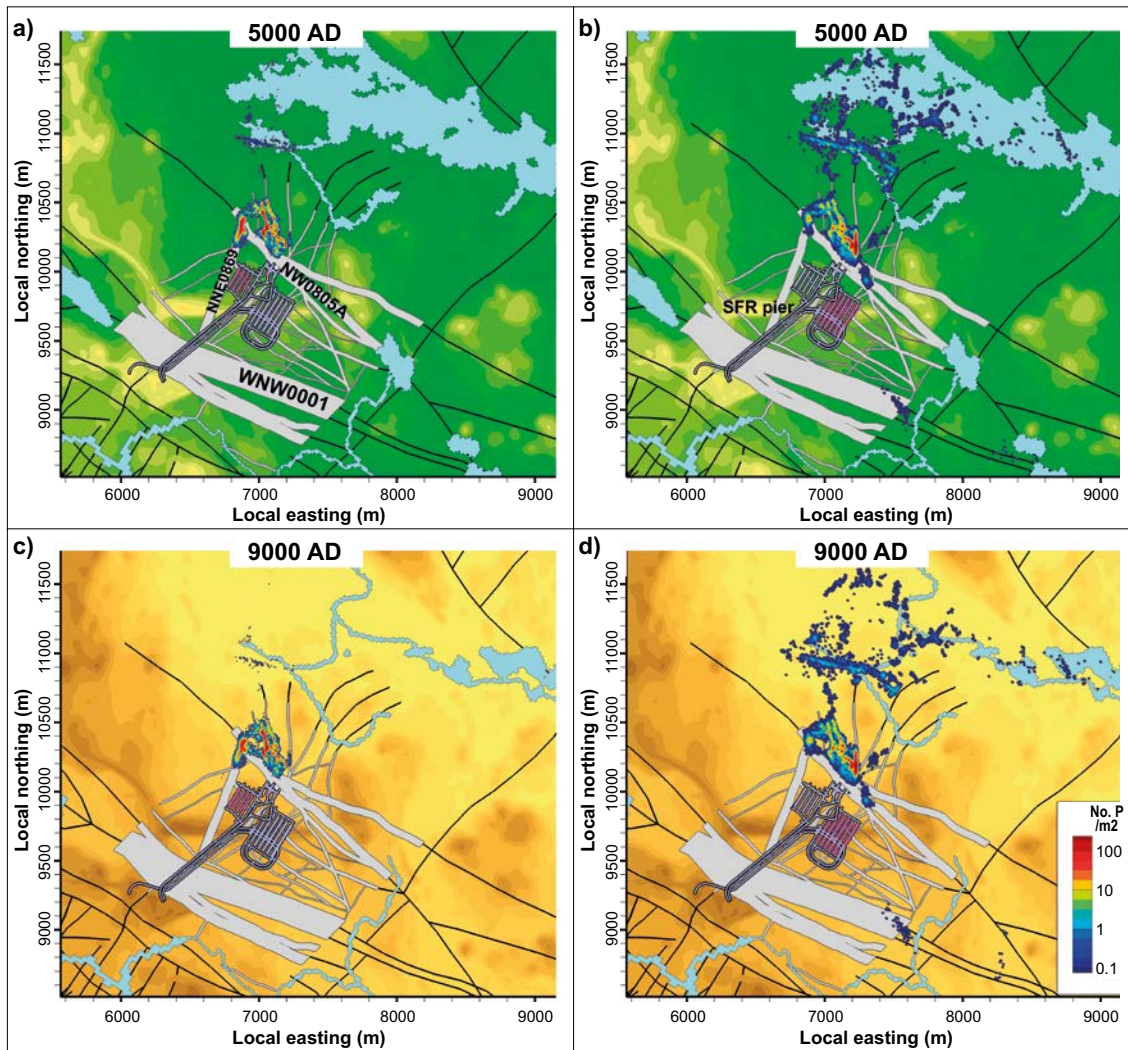 a)
5000 AD
11500
11000
10500
10000
9500
9000
Local northing (m)
NNE0869
NW0805A
WNW0001
6000 7000 8000 9000
Local easting (m)
b)
5000 AD
11500
11000
10500
10000
9500
9000
Local northing (m)
SFR pier
6000 7000 8000 9000
Local easting (m)
c)
9000 AD
11500
11000
10500
10000
9500
9000
Local northing (m)
6000 7000 8000 9000
Local easting (m)
d)
9000 AD
11500
11000
10500
10000
9500
9000
Local northing (m)
No. P
/m2
100
10
1
0.1
6000 7000 8000 9000
Local easting (m)